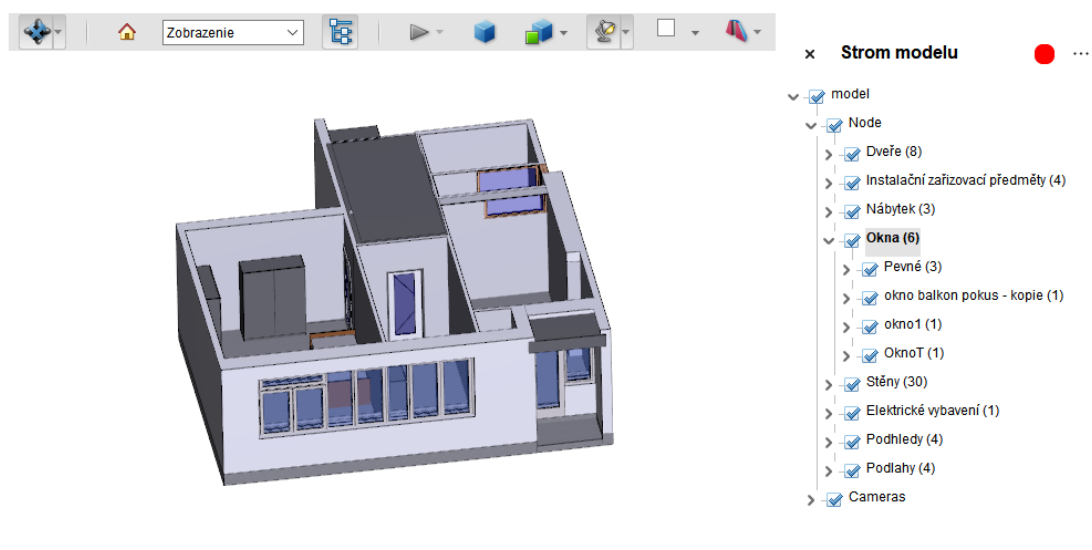 Zobrazenie
Strom modelu
model
Node
Dveře (8)
Instalační zařizovací předměty (4)
Nábytek (3)
Okna (6)
Pevné (3)
okno balkon pokus - kopie (1)
okno1 (1)
OknoT (1)
Stěny (30)
Elektrické vybavení (1)
Podhledy (4)
Podlahy (4)
Cameras